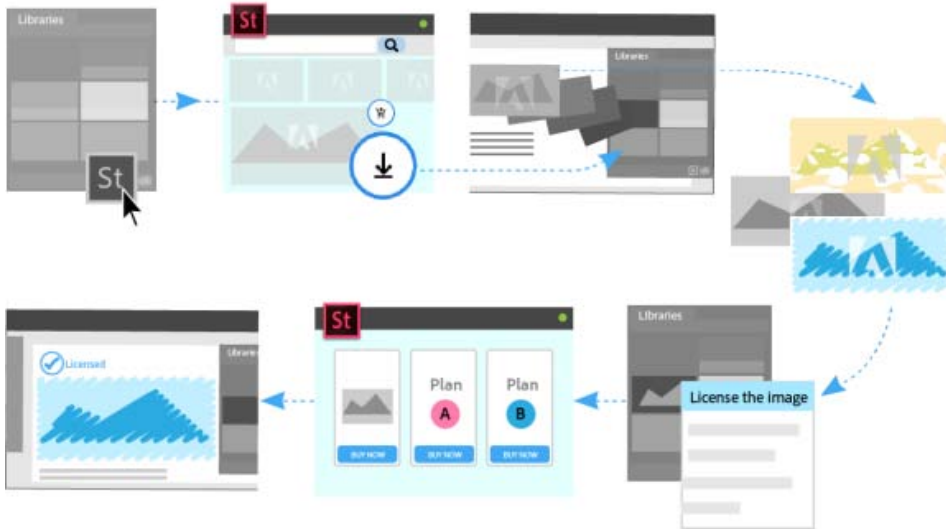 Libraries
St
St
Libraries
Libraries
License the image
St
Plan
A
BUY NOW
Plan
B
BUY NOW
BUY NOW
Licensed
Libraries